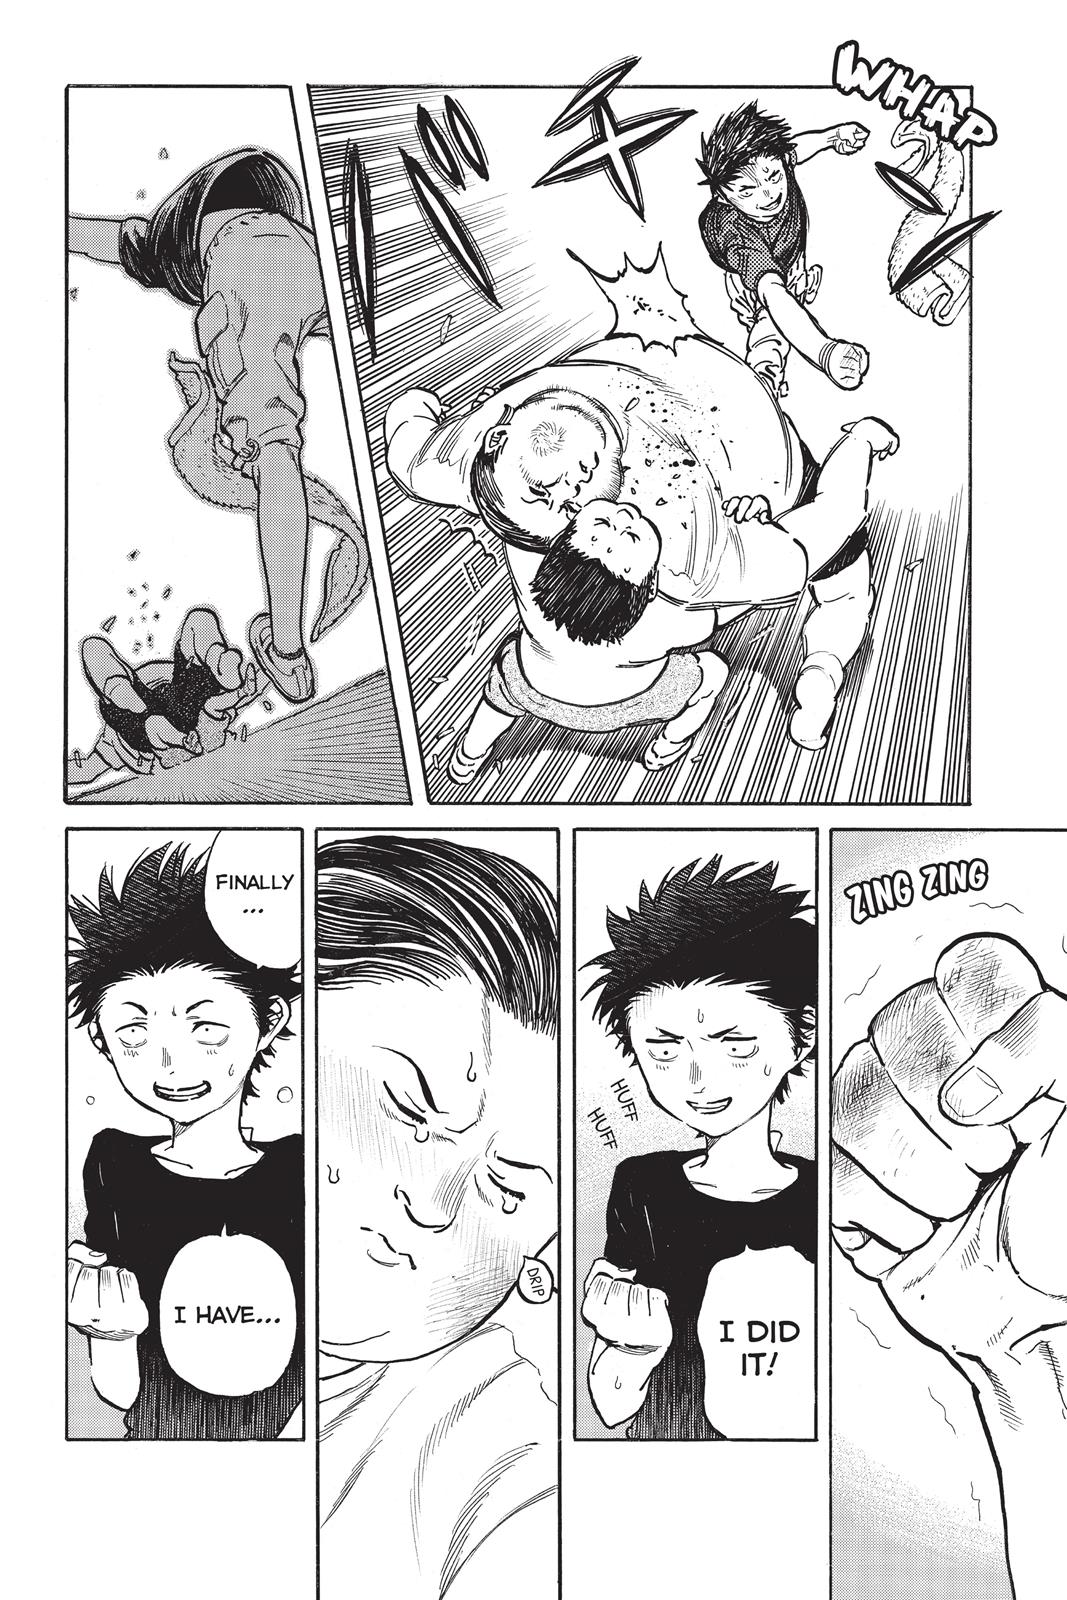 WHAP
ZING ZING
I DID
IT!
HUFF
HUFF
DRIP
FINALLY
...
I HAVE...